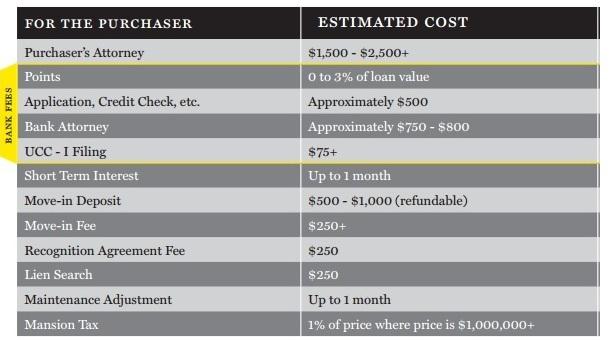 FOR THE PURCHASER ESTIMATED COST
Purchaser's Attorney $1,500 - $2,500+
BANK FEES
Points 0 to 3% of loan value
Application, Credit Check, etc. Approximately $500
Bank Attorney Approximately $750 - $800
UCC - I Filing $75+
Short Term Interest Up to 1 month
Move-in Deposit $500 - $1,000 (refundable)
Move-in Fee $250+
Recognition Agreement Fee $250
Lien Search $250
Maintenance Adjustment Up to 1 month
Mansion Tax 1% of price where price is $1,000,000+